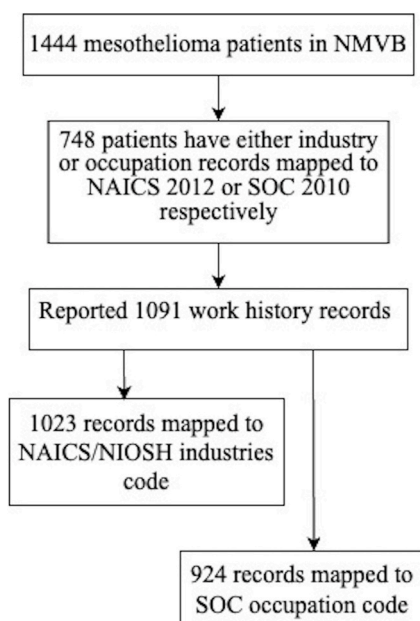 1444 mesothelioma patients in NMVB
748 patients have either industry
or occupation records mapped to
NAICS 2012 or SOC 2010
respectively
Reported 1091 work history records
1023 records mapped to
NAICS/NIOSH industries
code
924 records mapped to
SOC occupation code